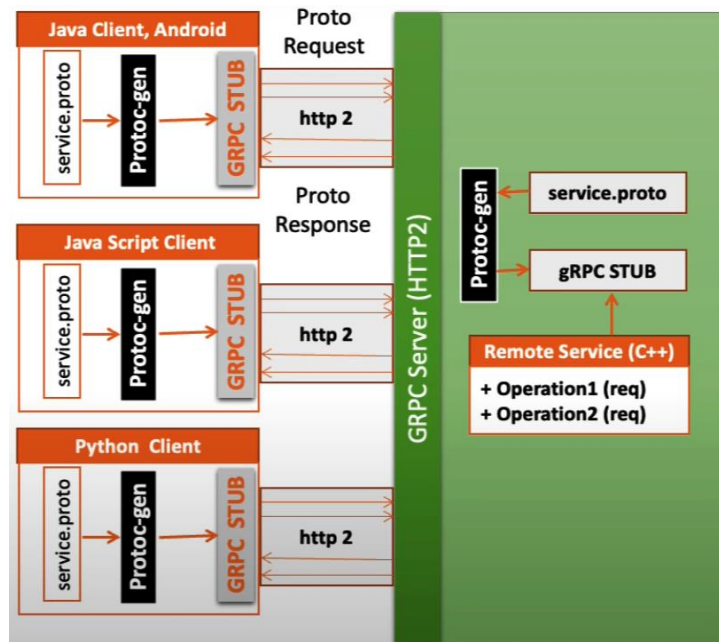 Java Client, Android
service.proto
Protoc-gen
GRPC STUB
Proto
Request
http 2
Proto
Response
Java Script Client
service.proto
Protoc-gen
GRPC STUB
http 2
Python Client
service.proto
Protoc-gen
GRPC STUB
http 2
GRPC Server (HTTP2)
Protoc-gen
service.proto
gRPC STUB
Remote Service (C++)
+ Operation1 (req)
+ Operation2 (req)